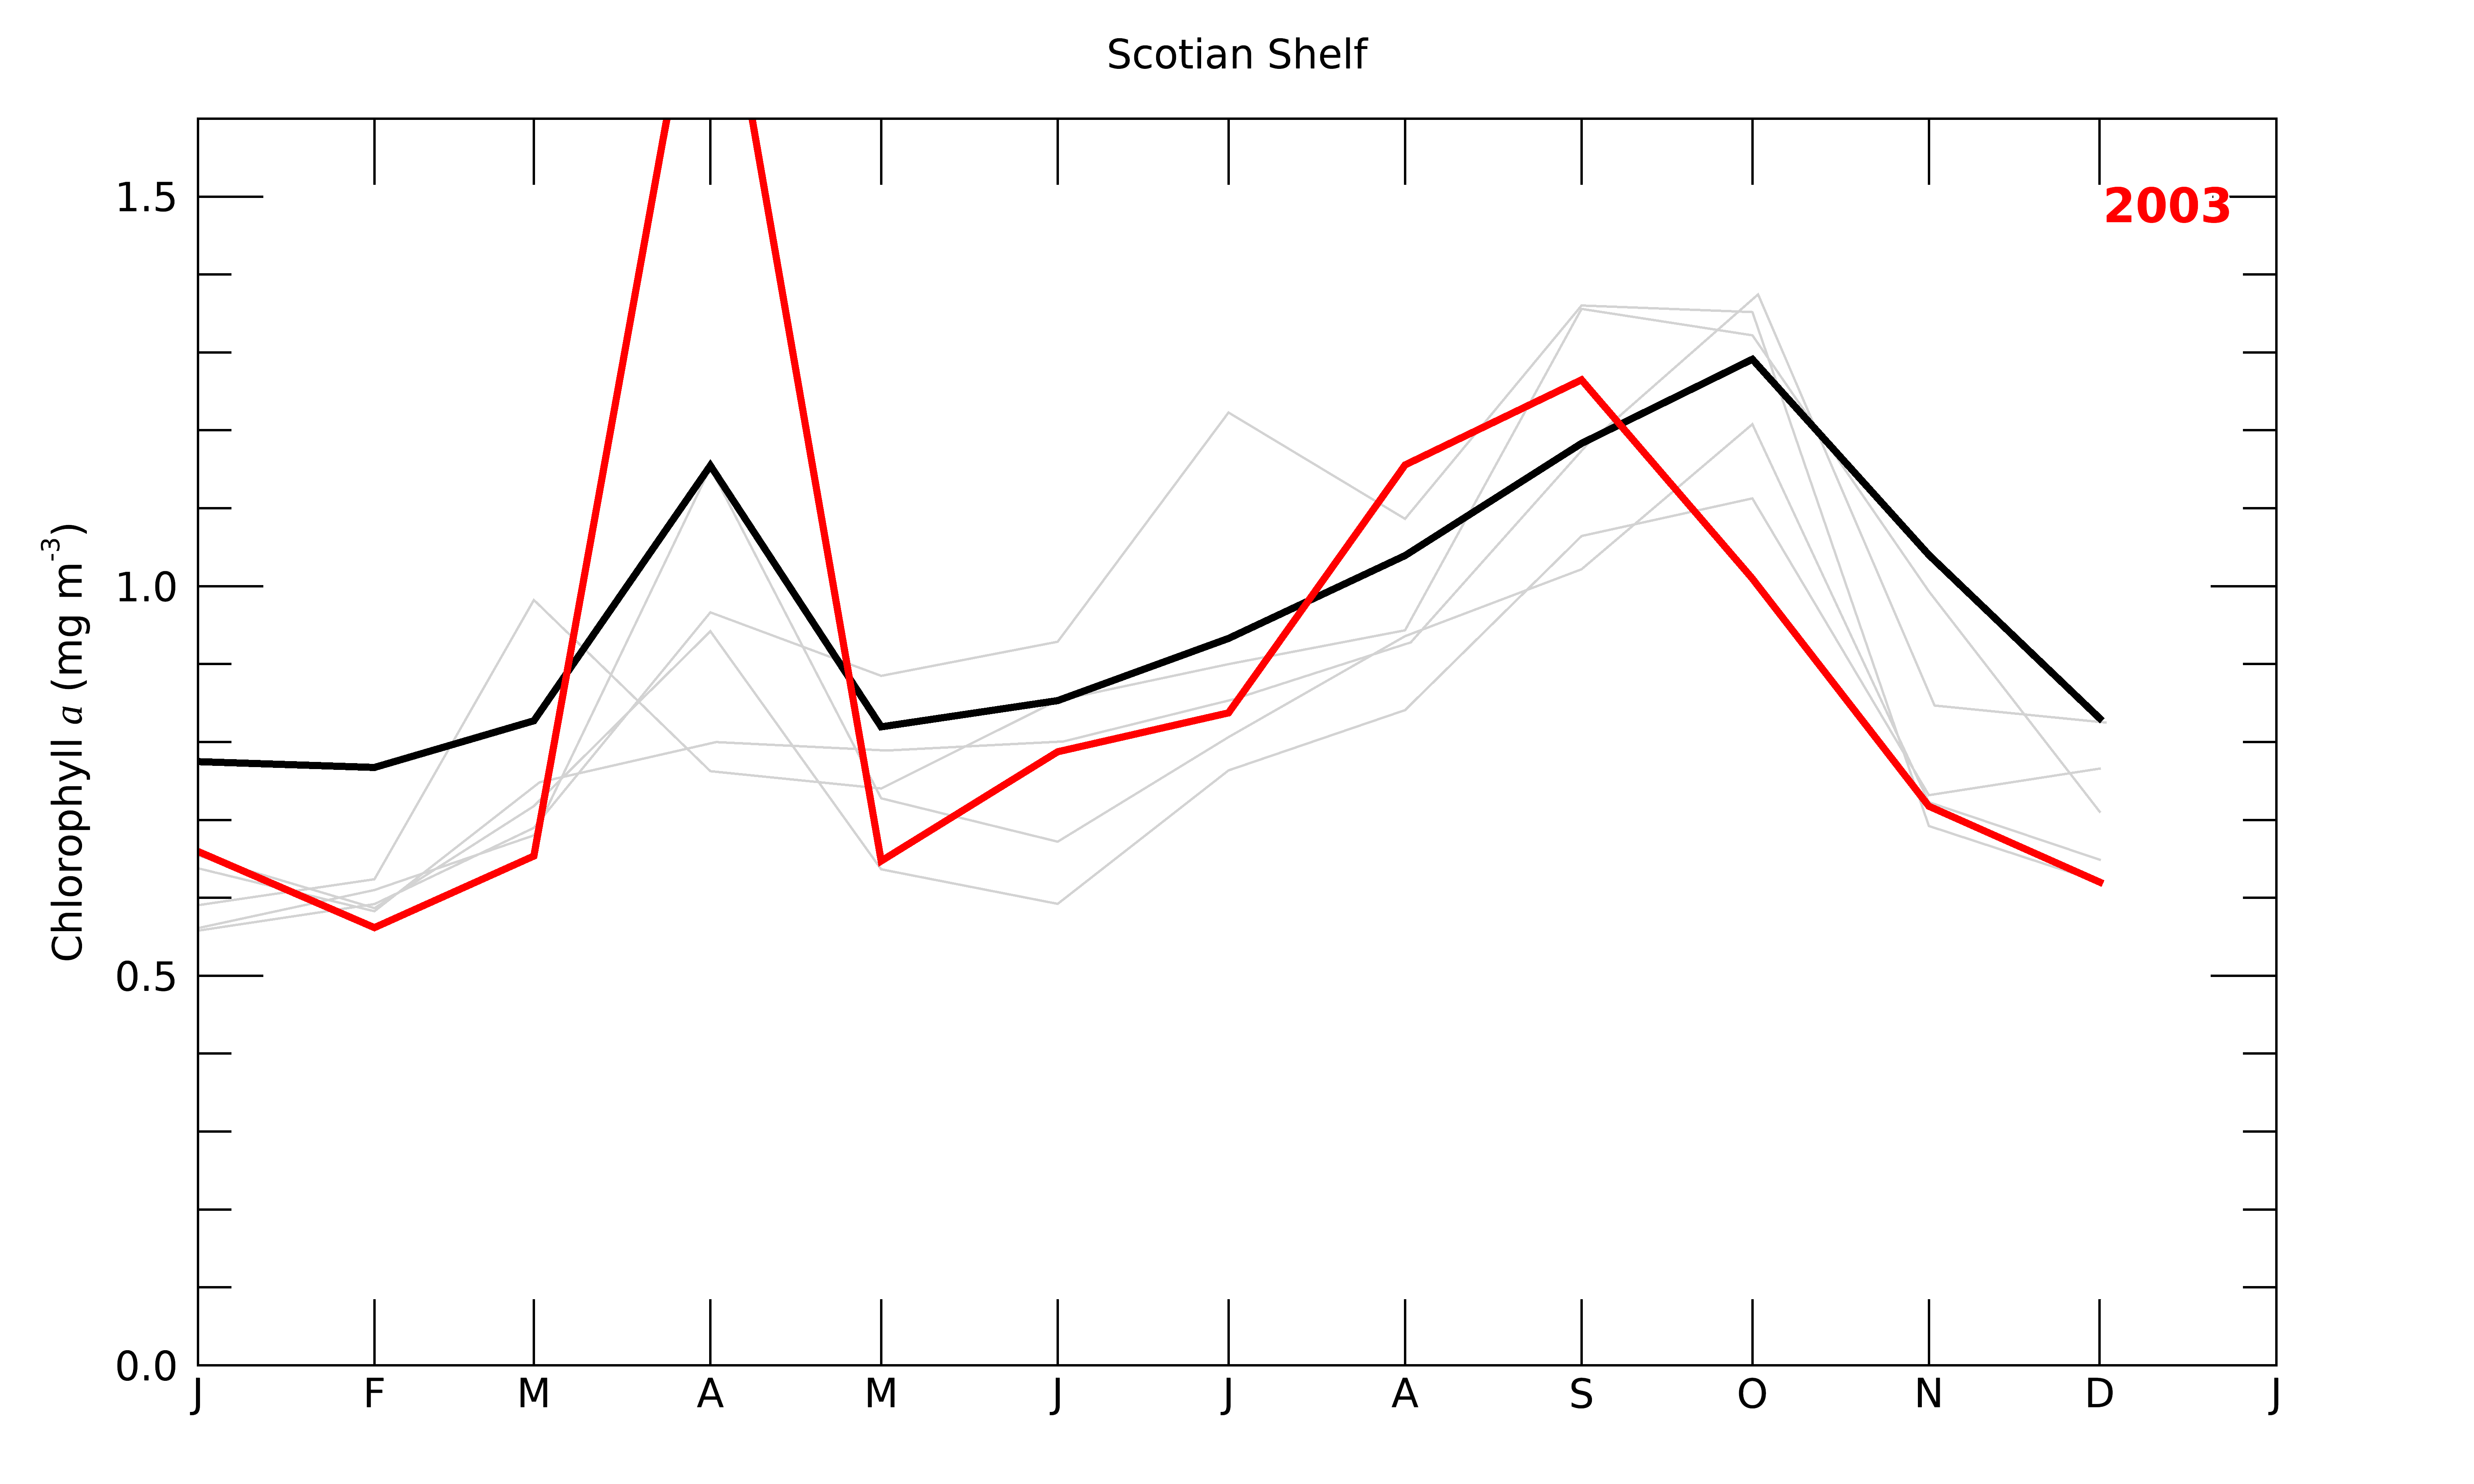 Scotian Shelf
2003
Chlorophyll a (mg m⁻³)
1.5
1.0
0.5
0.0
J F M A M J J A S O N D J